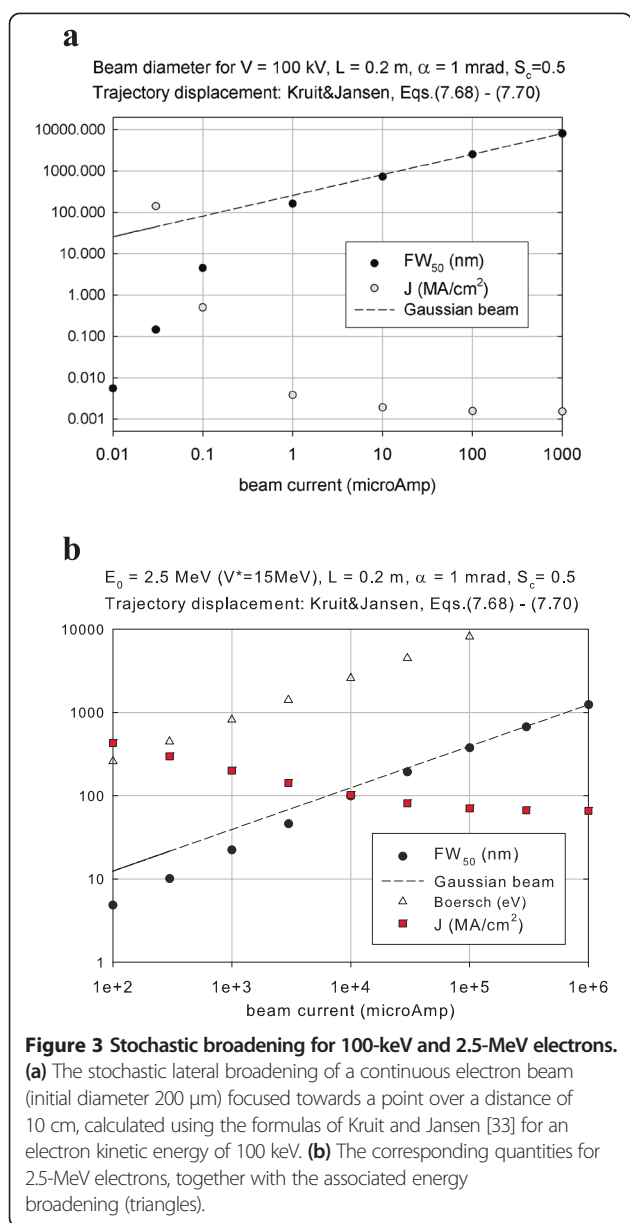 a
Beam diameter for V = 100 kV, L = 0.2 m, α = 1 mrad, S_c=0.5
Trajectory displacement: Kruit&Jansen, Eqs.(7.68) - (7.70)
10000.000
1000.000
100.000
10.000
1.000
0.100
0.010
0.001
FW₅₀ (nm)
J (MA/cm²)
Gaussian beam
0.01 0.1 1 10 100 1000
beam current (microAmp)
b
E₀ = 2.5 MeV (V*=15MeV), L = 0.2 m, α = 1 mrad, S_c= 0.5
Trajectory displacement: Kruit&Jansen, Eqs.(7.68) - (7.70)
10000
1000
100
10
1
FW₅₀ (nm)
Gaussian beam
Boersch (eV)
J (MA/cm²)
1e+2 1e+3 1e+4 1e+5 1e+6
beam current (microAmp)
Figure 3 Stochastic broadening for 100-keV and 2.5-MeV electrons.
(a) The stochastic lateral broadening of a continuous electron beam
(initial diameter 200 μm) focused towards a point over a distance of
10 cm, calculated using the formulas of Kruit and Jansen [33] for an
electron kinetic energy of 100 keV. (b) The corresponding quantities for
2.5-MeV electrons, together with the associated energy
broadening (triangles).